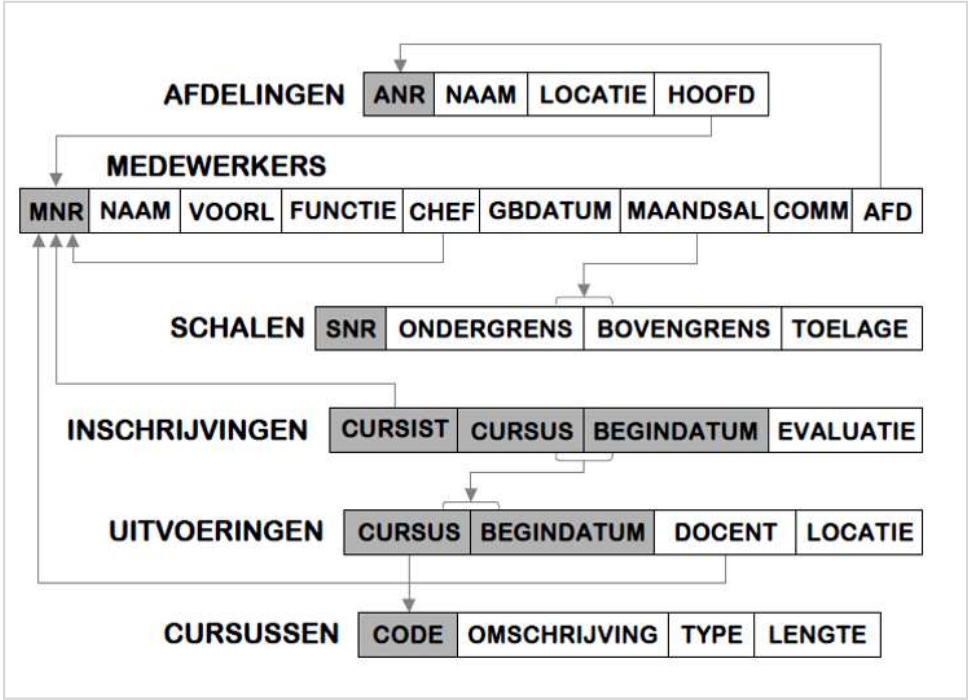 AFDELINGEN ANR NAAM LOCATIE HOOFD
MEDEWERKERS
MNR NAAM VOORL FUNCTIE CHEF GBDATUM MAANDSAL COMM AFD
SCHALEN SNR ONDERGRENS BOVENGRENS TOELAGE
INSCHRIJVINGEN CURSIST CURSUS BEGINDATUM EVALUATIE
UITVOERINGEN CURSUS BEGINDATUM DOCENT LOCATIE
CURSUSSEN CODE OMSCHRIJVING TYPE LENGTE